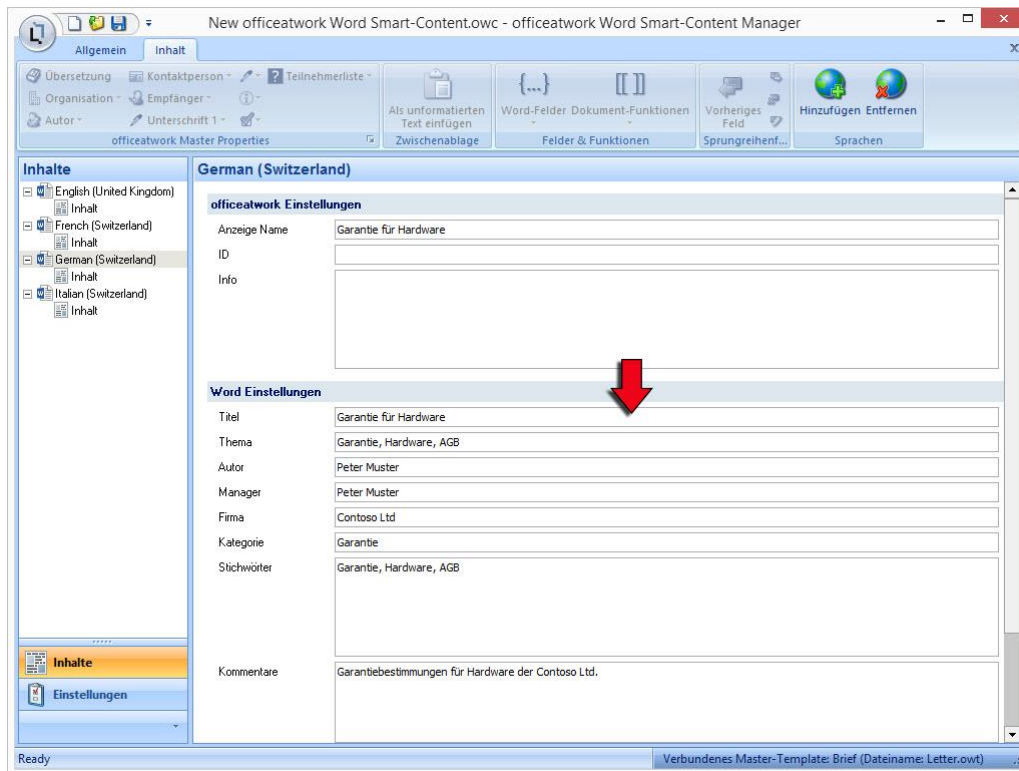 New officeatwork Word Smart-Content.owc - officeatwork Word Smart-Content Manager
Allgemein Inhalt
Übersetzung Kontaktperson Teilnehmerliste
Organisation Empfänger
Autor Unterschrift 1
officeatwork Master Properties
Als unformatierten
Text einfügen
Zwischenablage
{...} [[ ]]
Word-Felder Dokument-Funktionen
Felder & Funktionen
Vorheriges
Feld
Sprungreihenf...
Hinzufügen Entfernen
Sprachen
Inhalte
English (United Kingdom)
Inhalt
French (Switzerland)
Inhalt
German (Switzerland)
Inhalt
Italian (Switzerland)
Inhalt
Inhalte
Einstellungen
German (Switzerland)
officeatwork Einstellungen
Anzeige Name Garantie für Hardware
ID
Info
Word Einstellungen
Titel Garantie für Hardware
Thema Garantie, Hardware, AGB
Autor Peter Muster
Manager Peter Muster
Firma Contoso Ltd
Kategorie Garantie
Stichwörter Garantie, Hardware, AGB
Kommentare Garantiebestimmungen für Hardware der Contoso Ltd.
Ready Verbundenes Master-Template: Brief (Dateiname: Letter.owt)